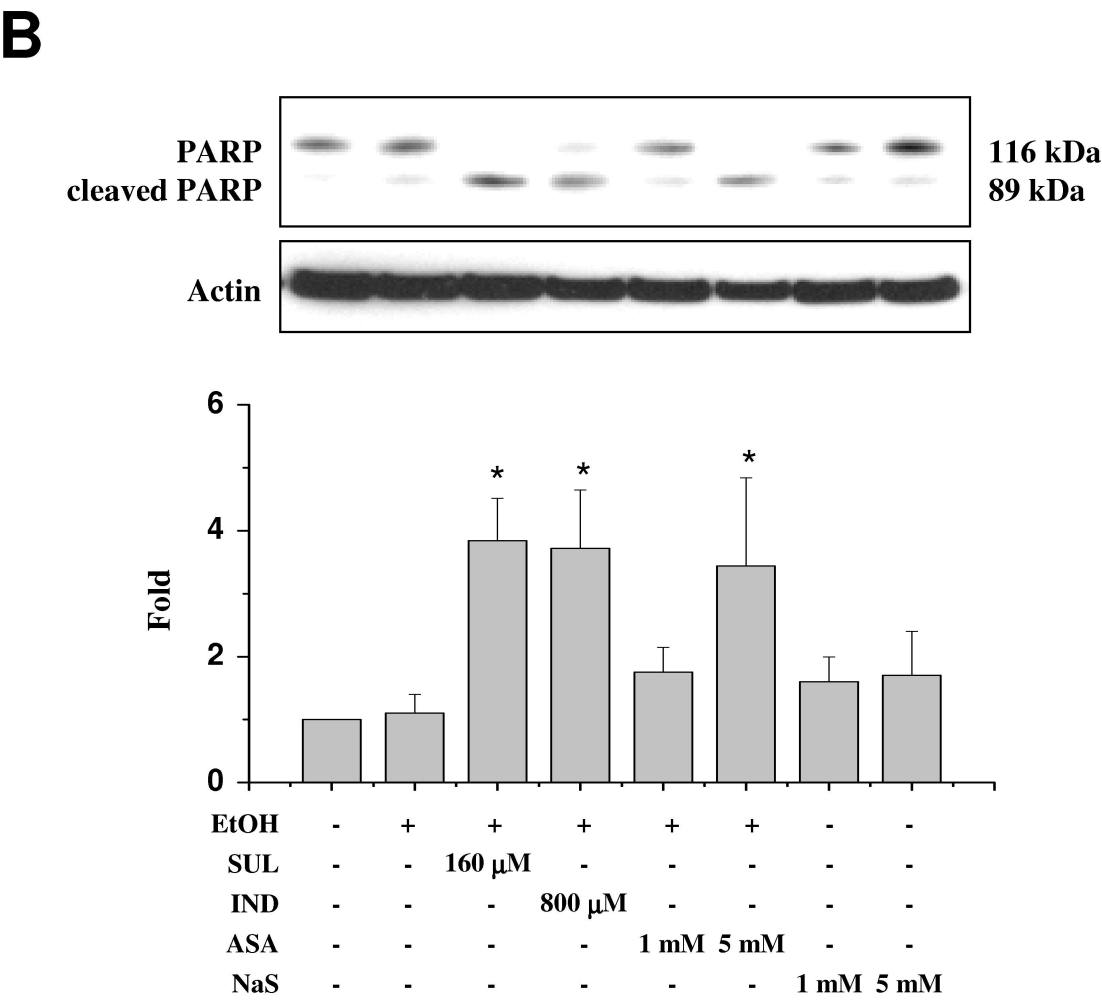 B
PARP 116 kDa
cleaved PARP 89 kDa
Actin
6
4
2
0
Fold
* * *
EtOH - + + + + + - -
SUL - - 160 μM - - - - -
IND - - - 800 μM - - - -
ASA - - - - 1 mM 5 mM - -
NaS - - - - - - 1 mM 5 mM